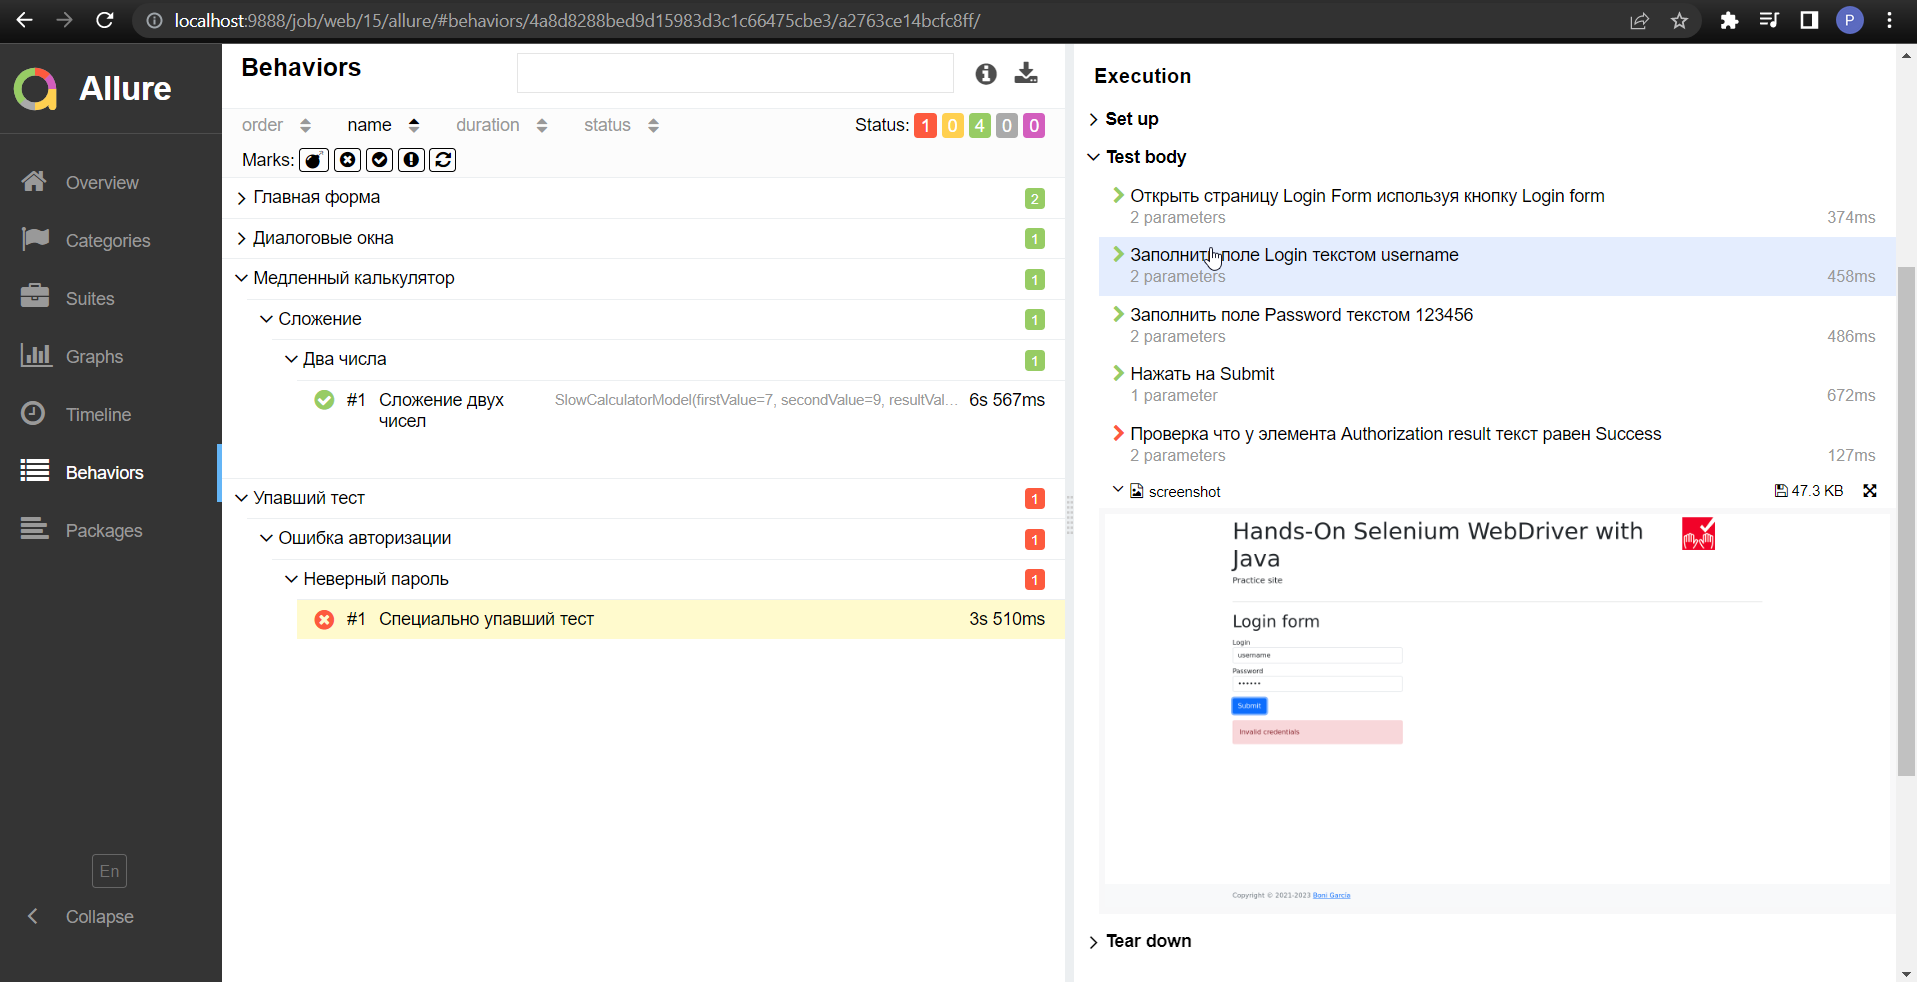 localhost:9888/job/web/15/allure/#behaviors/4a8d8288bed9d15983d3c1c66475cbe3/a2763ce14bcfc8ff/
P
Allure
Overview
Categories
Suites
Graphs
Timeline
Behaviors
Packages
En
Collapse
Behaviors
order name duration status Status: 1 0 4 0 0
Marks:
Главная форма 2
Диалоговые окна 1
Медленный калькулятор 1
Сложение 1
Два числа 1
#1 Сложение двух чисел SlowCalculatorModel(firstValue=7, secondValue=9, resultVal... 6s 567ms
Упавший тест 1
Ошибка авторизации 1
Неверный пароль 1
#1 Специально упавший тест 3s 510ms
Execution
Set up
Test body
Открыть страницу Login Form используя кнопку Login form
2 parameters 374ms
Заполнить поле Login текстом username
2 parameters 458ms
Заполнить поле Password текстом 123456
2 parameters 486ms
Нажать на Submit
1 parameter 672ms
Проверка что у элемента Authorization result текст равен Success
2 parameters 127ms
screenshot 47.3 KB
Hands-On Selenium WebDriver with
Java
Practice site
Login form
Login
username
Password
••••••
Submit
Invalid credentials
Copyright © 2021-2023 Boni García
Tear down